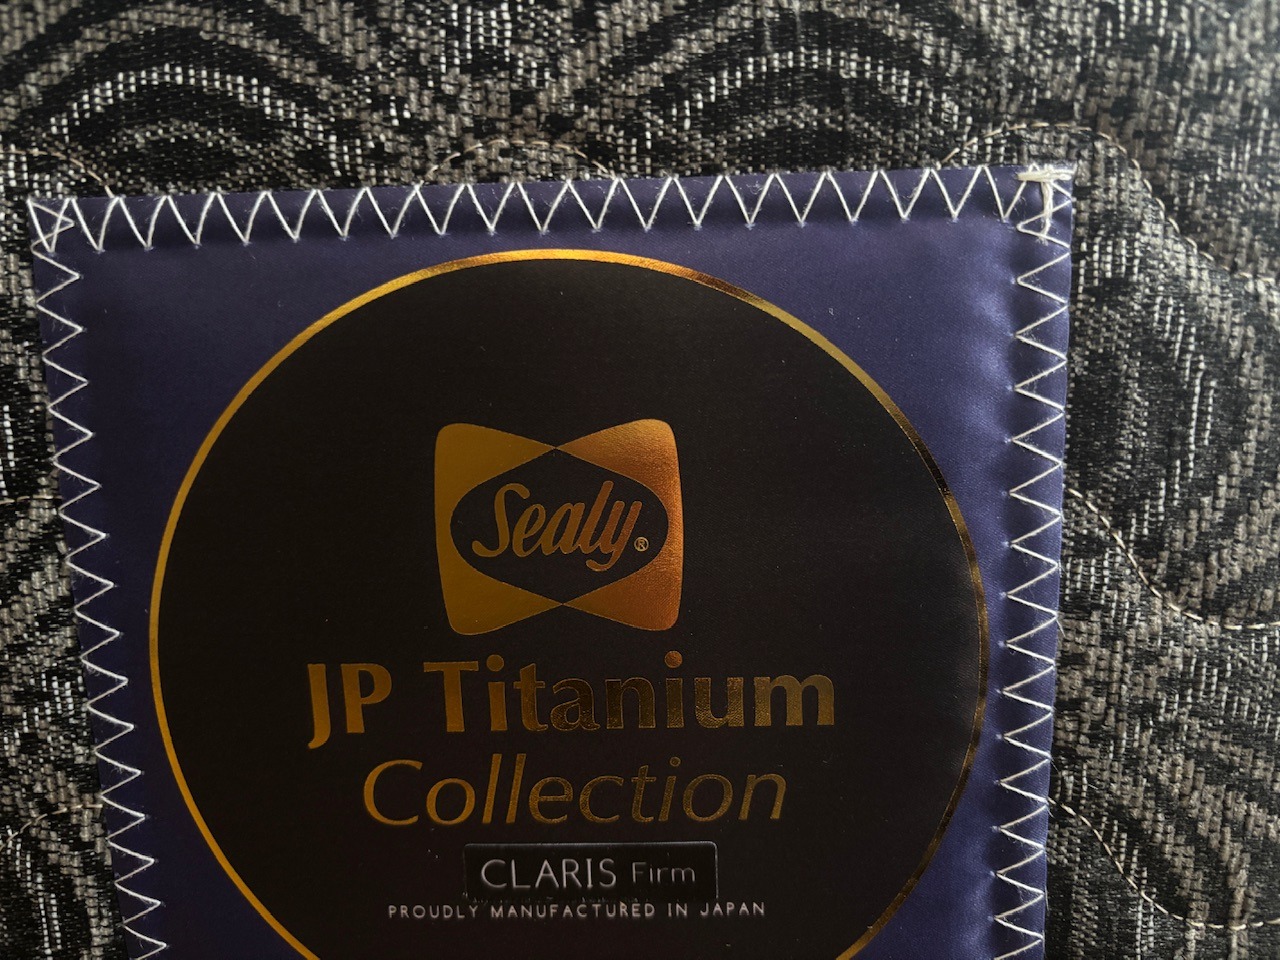 Sealy®
JP Titanium
Collection
CLARIS Firm
PROUDLY MANUFACTURED IN JAPAN